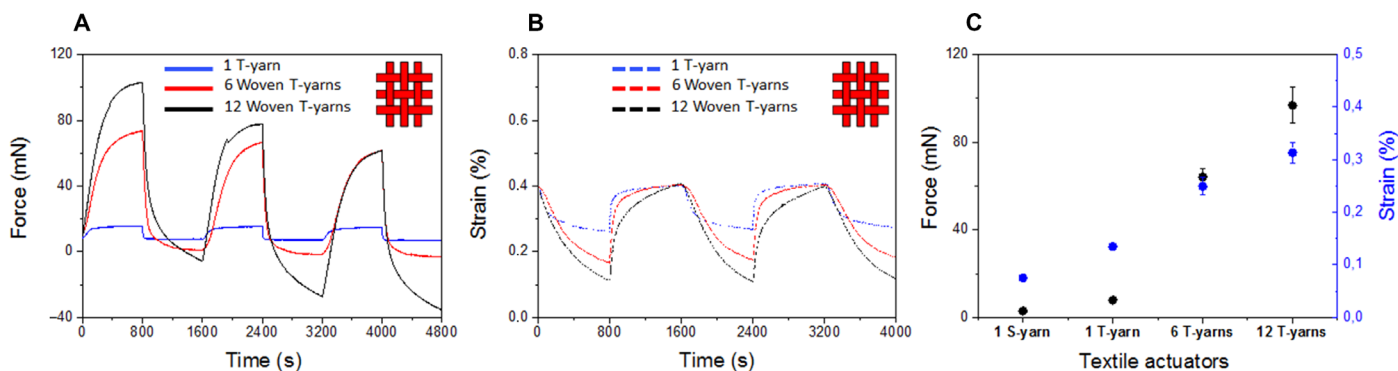 A
Force (mN)
120
80
40
0
–40
1 T-yarn
6 Woven T-yarns
12 Woven T-yarns
0 800 1600 2400 3200 4000 4800
Time (s)
B
Strain (%)
0.8
0.6
0.4
0.2
0.0
1 T-yarn
6 Woven T-yarns
12 Woven T-yarns
0 800 1600 2400 3200 4000
Time (s)
C
Force (mN)
120
80
40
0
0,5
0,4
0,3
0,2
0,1
0,0
Strain (%)
1 S-yarn 1 T-yarn 6 T-yarns 12 T-yarns
Textile actuators